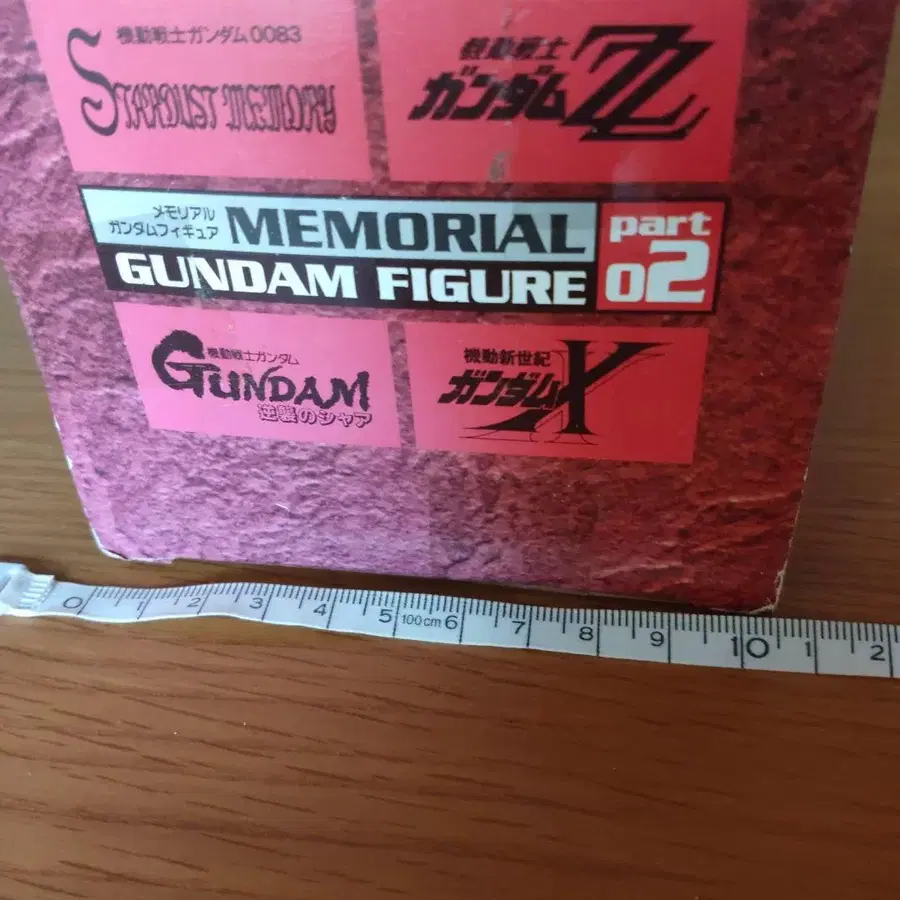 機動戦士ガンダム0083
STARDUST MEMORY
機動戦士
ガンダムZZ
メモリアル
ガンダムフィギュア
MEMORIAL
GUNDAM FIGURE
part
02
機動戦士ガンダム
GUNDAM
逆襲のシャア
機動新世紀
ガンダムX
0 1 2 3 4 5 100cm 6 7 8 9 10 1 2